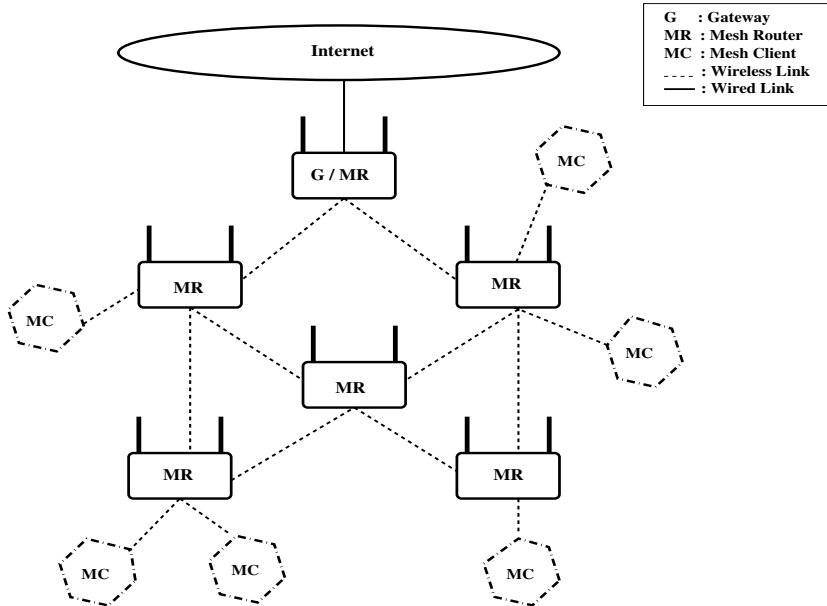 Internet
G : Gateway
MR : Mesh Router
MC : Mesh Client
: Wireless Link
: Wired Link
G / MR
MC
MR
MR
MC
MC
MR
MR
MR
MC
MC
MC